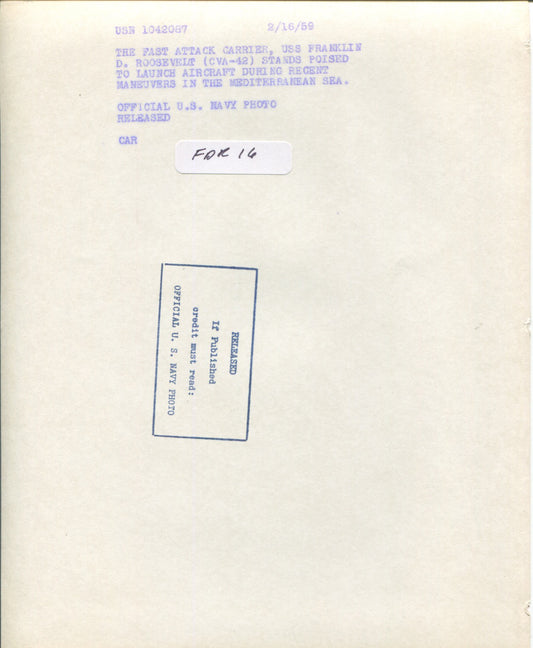 USN 1042087 2/16/59
THE FAST ATTACK CARRIER, USS FRANKLIN
D. ROOSEVELT (CVA-42) STANDS POISED
TO LAUNCH AIRCRAFT DURING RECENT
MANEUVERS IN THE MEDITERRANEAN SEA.
OFFICIAL U.S. NAVY PHOTO
RELEASED
CAR
FDR 16
RELEASED
If Published
credit must read:
OFFICIAL U. S. NAVY PHOTO